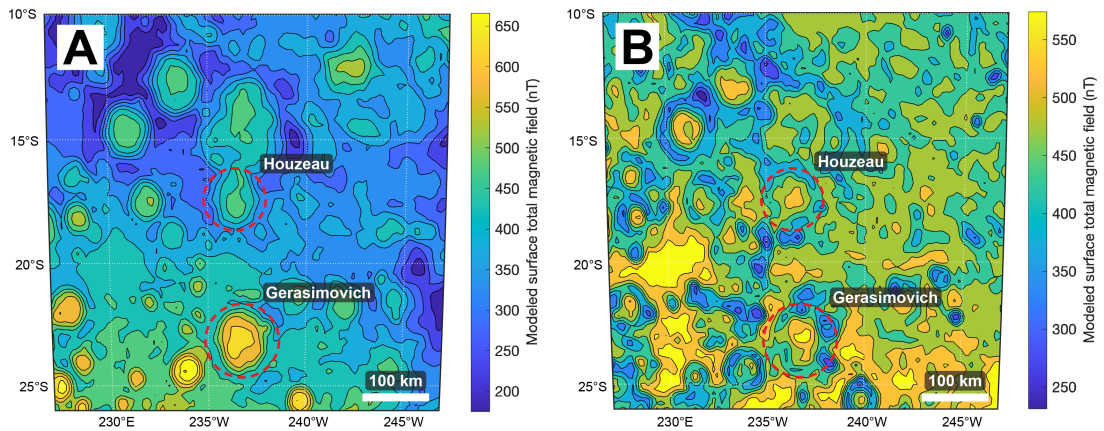 A
10°S
15°S
20°S
25°S
230°E
235°W
240°W
245°W
Houzeau
Gerasimovich
100 km
650
600
550
500
450
400
350
300
250
200
Modeled surface total magnetic field (nT)
B
10°S
15°S
20°S
25°S
230°E
235°W
240°W
245°W
Houzeau
Gerasimovich
100 km
550
500
450
400
350
300
250
Modeled surface total magnetic field (nT)